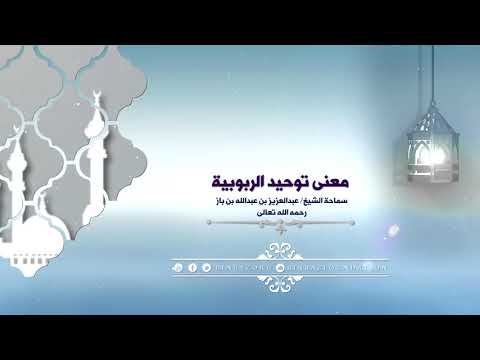 معنى توحيد الربوبية
سماحة الشيخ/ عبدالعزيز بن عبدالله بن باز
رحمه الله تعالى